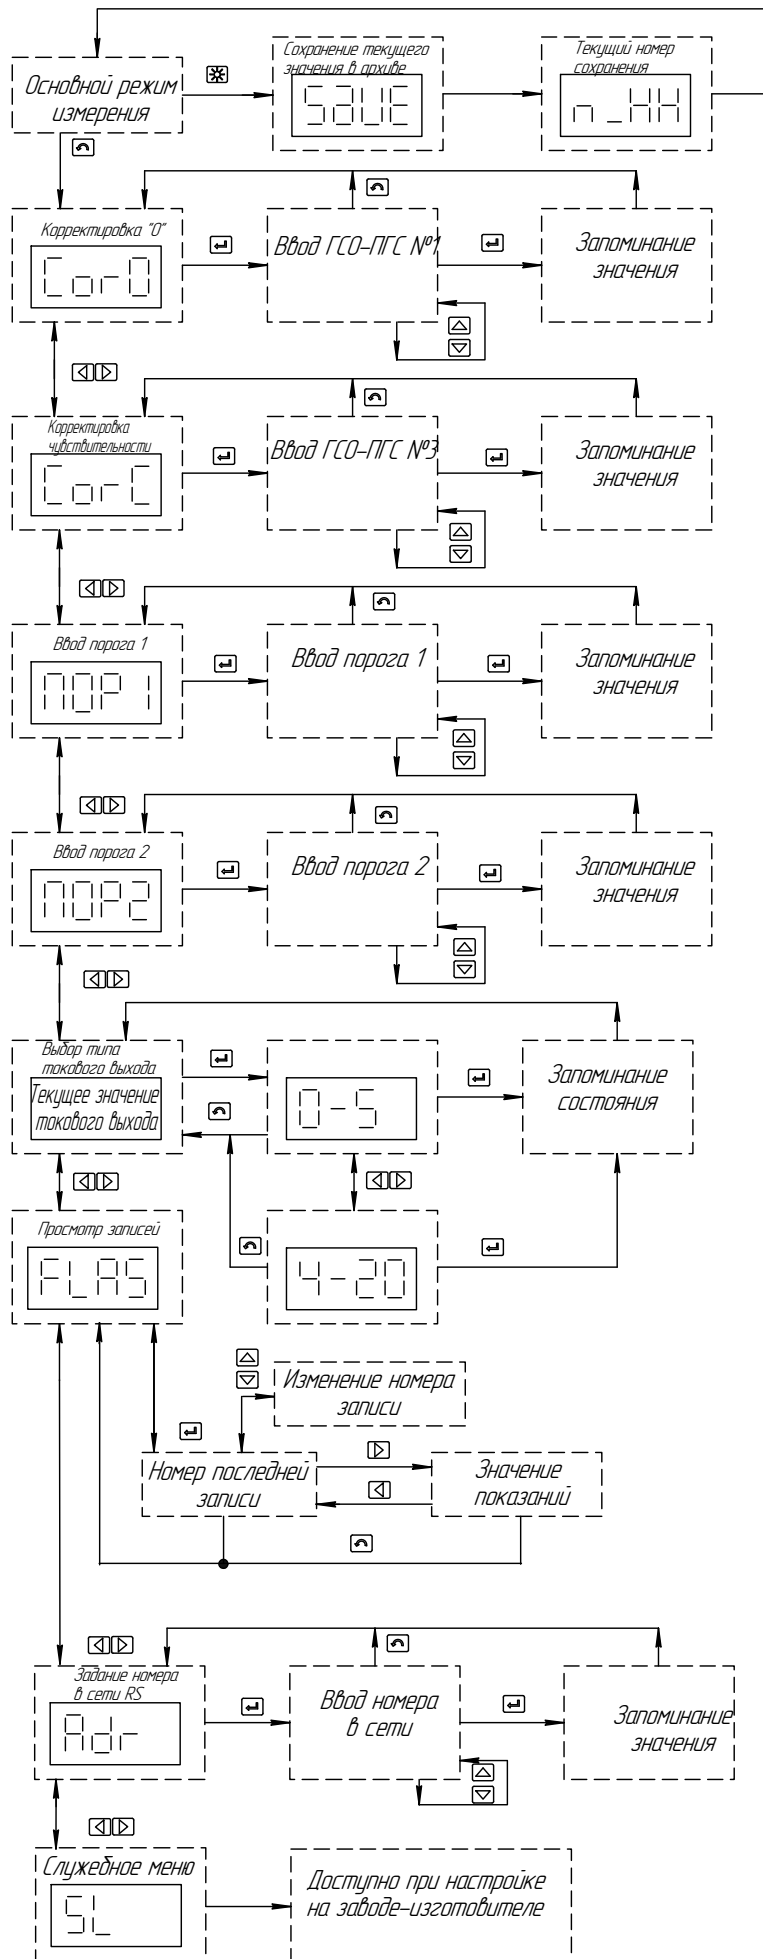 Основной режим
измерения
Сохранение текущего
значения в архиве
SaUE
Текущий номер
сохранения
n_HH
Корректировка "0"
Cor0
Ввод ГСО-ПГС №1
Запоминание
значения
Корректировка
чувствительности
CorC
Ввод ГСО-ПГС №3
Запоминание
значения
Ввод порога 1
ПОР1
Ввод порога 1
Запоминание
значения
Ввод порога 2
ПОР2
Ввод порога 2
Запоминание
значения
Выбор типа
токового выхода
Текущее значение
токового выхода
0-5
Запоминание
состояния
Просмотр записей
FLAS
4-20
Изменение номера
записи
Номер последней
записи
Значение
показаний
Задание номера
в сети RS
Adr
Ввод номера
в сети
Запоминание
значения
Служебное меню
SL
Доступно при настройке
на заводе-изготовителе